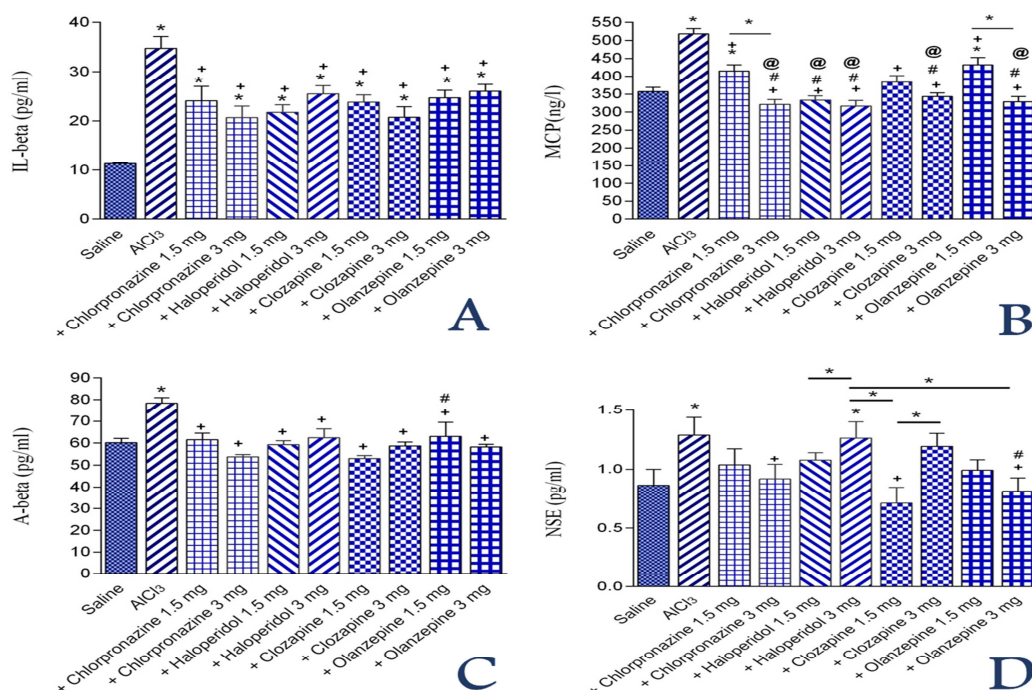 IL-beta (pg/ml)
40
30
20
10
0
*
+
*
+
*
+
*
+
*
+
*
+
*
+
*
+
*
Saline
AlCl3
+ Chlorpronazine 1.5 mg
+ Chlorpronazine 3 mg
+ Haloperidol 1.5 mg
+ Haloperidol 3 mg
+ Clozapine 1.5 mg
+ Clozapine 3 mg
+ Olanzepine 1.5 mg
+ Olanzepine 3 mg
A
MCP(ng/l)
550
500
450
400
350
300
250
200
150
100
50
0
*
*
+
*
@
#
+
@
#
+
@
#
+
+
@
#
+
*
+
*
@
#
+
Saline
AlCl3
+ Chlorpronazine 1.5 mg
+ Chlorpronazine 3 mg
+ Haloperidol 1.5 mg
+ Haloperidol 3 mg
+ Clozapine 1.5 mg
+ Clozapine 3 mg
+ Olanzepine 1.5 mg
+ Olanzepine 3 mg
B
A-beta (pg/ml)
90
80
70
60
50
40
30
20
10
0
*
+
+
+
+
+
+
#
+
+
Saline
AlCl3
+ Chlorpronazine 1.5 mg
+ Chlorpronazine 3 mg
+ Haloperidol 1.5 mg
+ Haloperidol 3 mg
+ Clozapine 1.5 mg
+ Clozapine 3 mg
+ Olanzepine 1.5 mg
+ Olanzepine 3 mg
C
NSE (pg/ml)
1.5
1.0
0.5
0.0
*
+
*
*
*
+
*
*
#
+
Saline
AlCl3
+ Chlorpronazine 1.5 mg
+ Chlorpronazine 3 mg
+ Haloperidol 1.5 mg
+ Haloperidol 3 mg
+ Clozapine 1.5 mg
+ Clozapine 3 mg
+ Olanzepine 1.5 mg
+ Olanzepine 3 mg
D